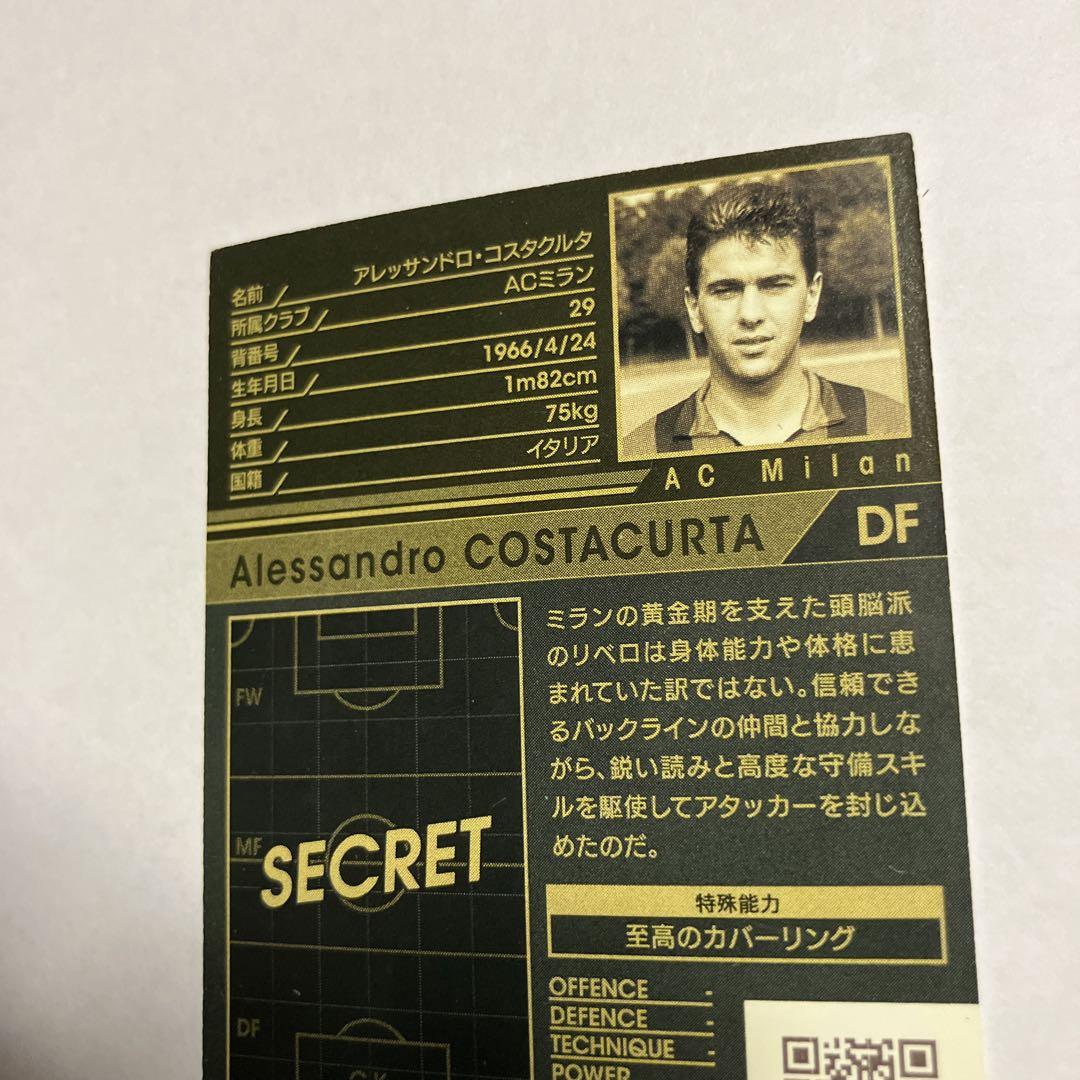 名前 アレッサンドロ・コスタクルタ
所属クラブ ACミラン
背番号 29
生年月日 1966/4/24
身長 1m82cm
体重 75kg
国籍 イタリア
AC Milan
Alessandro COSTACURTA DF
ミランの黄金期を支えた頭脳派
のリベロは身体能力や体格に恵
まれていた訳ではない。信頼でき
るバックラインの仲間と協力しな
がら、鋭い読みと高度な守備スキ
ルを駆使してアタッカーを封じ込
めたのだ。
FW
MF
SECRET
DF
GK
特殊能力
至高のカバーリング
OFFENCE -
DEFENCE -
TECHNIQUE -
POWER